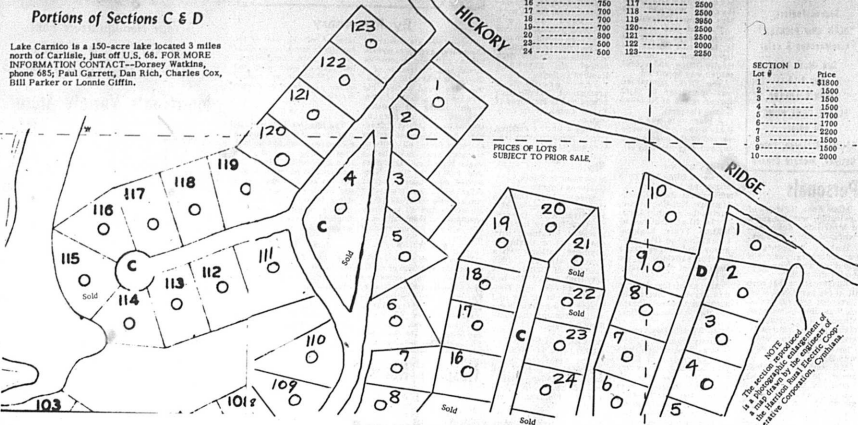 Portions of Sections C & D
Lake Carnico is a 150-acre lake located 3 miles
north of Carlisle, just off U.S. 68. FOR MORE
INFORMATION CONTACT--Dorsey Watkins,
phone 685; Paul Garrett, Dan Rich, Charles Cox,
Bill Parker or Lonnie Giffin.
HICKORY
RIDGE
16 750
17 700
18 700
19 700
20 800
23 500
24 500
117 2500
118 2500
119 3950
120 2500
121 2500
122 2000
123 2250
SECTION D
Lot # Price
1 $1800
2 1500
3 1500
4 1500
5 1700
6 1700
7 2200
8 1500
9 1500
10 2000
PRICES OF LOTS
SUBJECT TO PRIOR SALE.
123
122
121
120
119
118
117
116
115
Sold
114
113
112
111
110
109
103
101
8
C
1
2
3
4
C
Sold
5
6
7
8
20
19
21
Sold
18
22
Sold
17
23
16
24
C
Sold
Sold
10
9
8
7
6
D
1
2
3
4
5
NOTE
The section reproduced
is a photographic enlargement of
a map drawn by the engineers of
the Harrison Rural Electric Coop-
erative Corporation, Cynthiana.